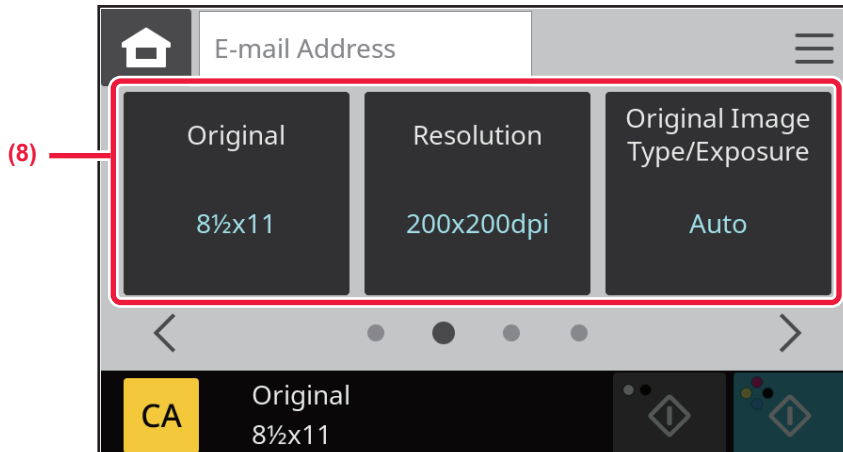 E-mail Address
(8)
Original
Resolution
Original Image
Type/Exposure
8½x11
200x200dpi
Auto
CA
Original
8½x11